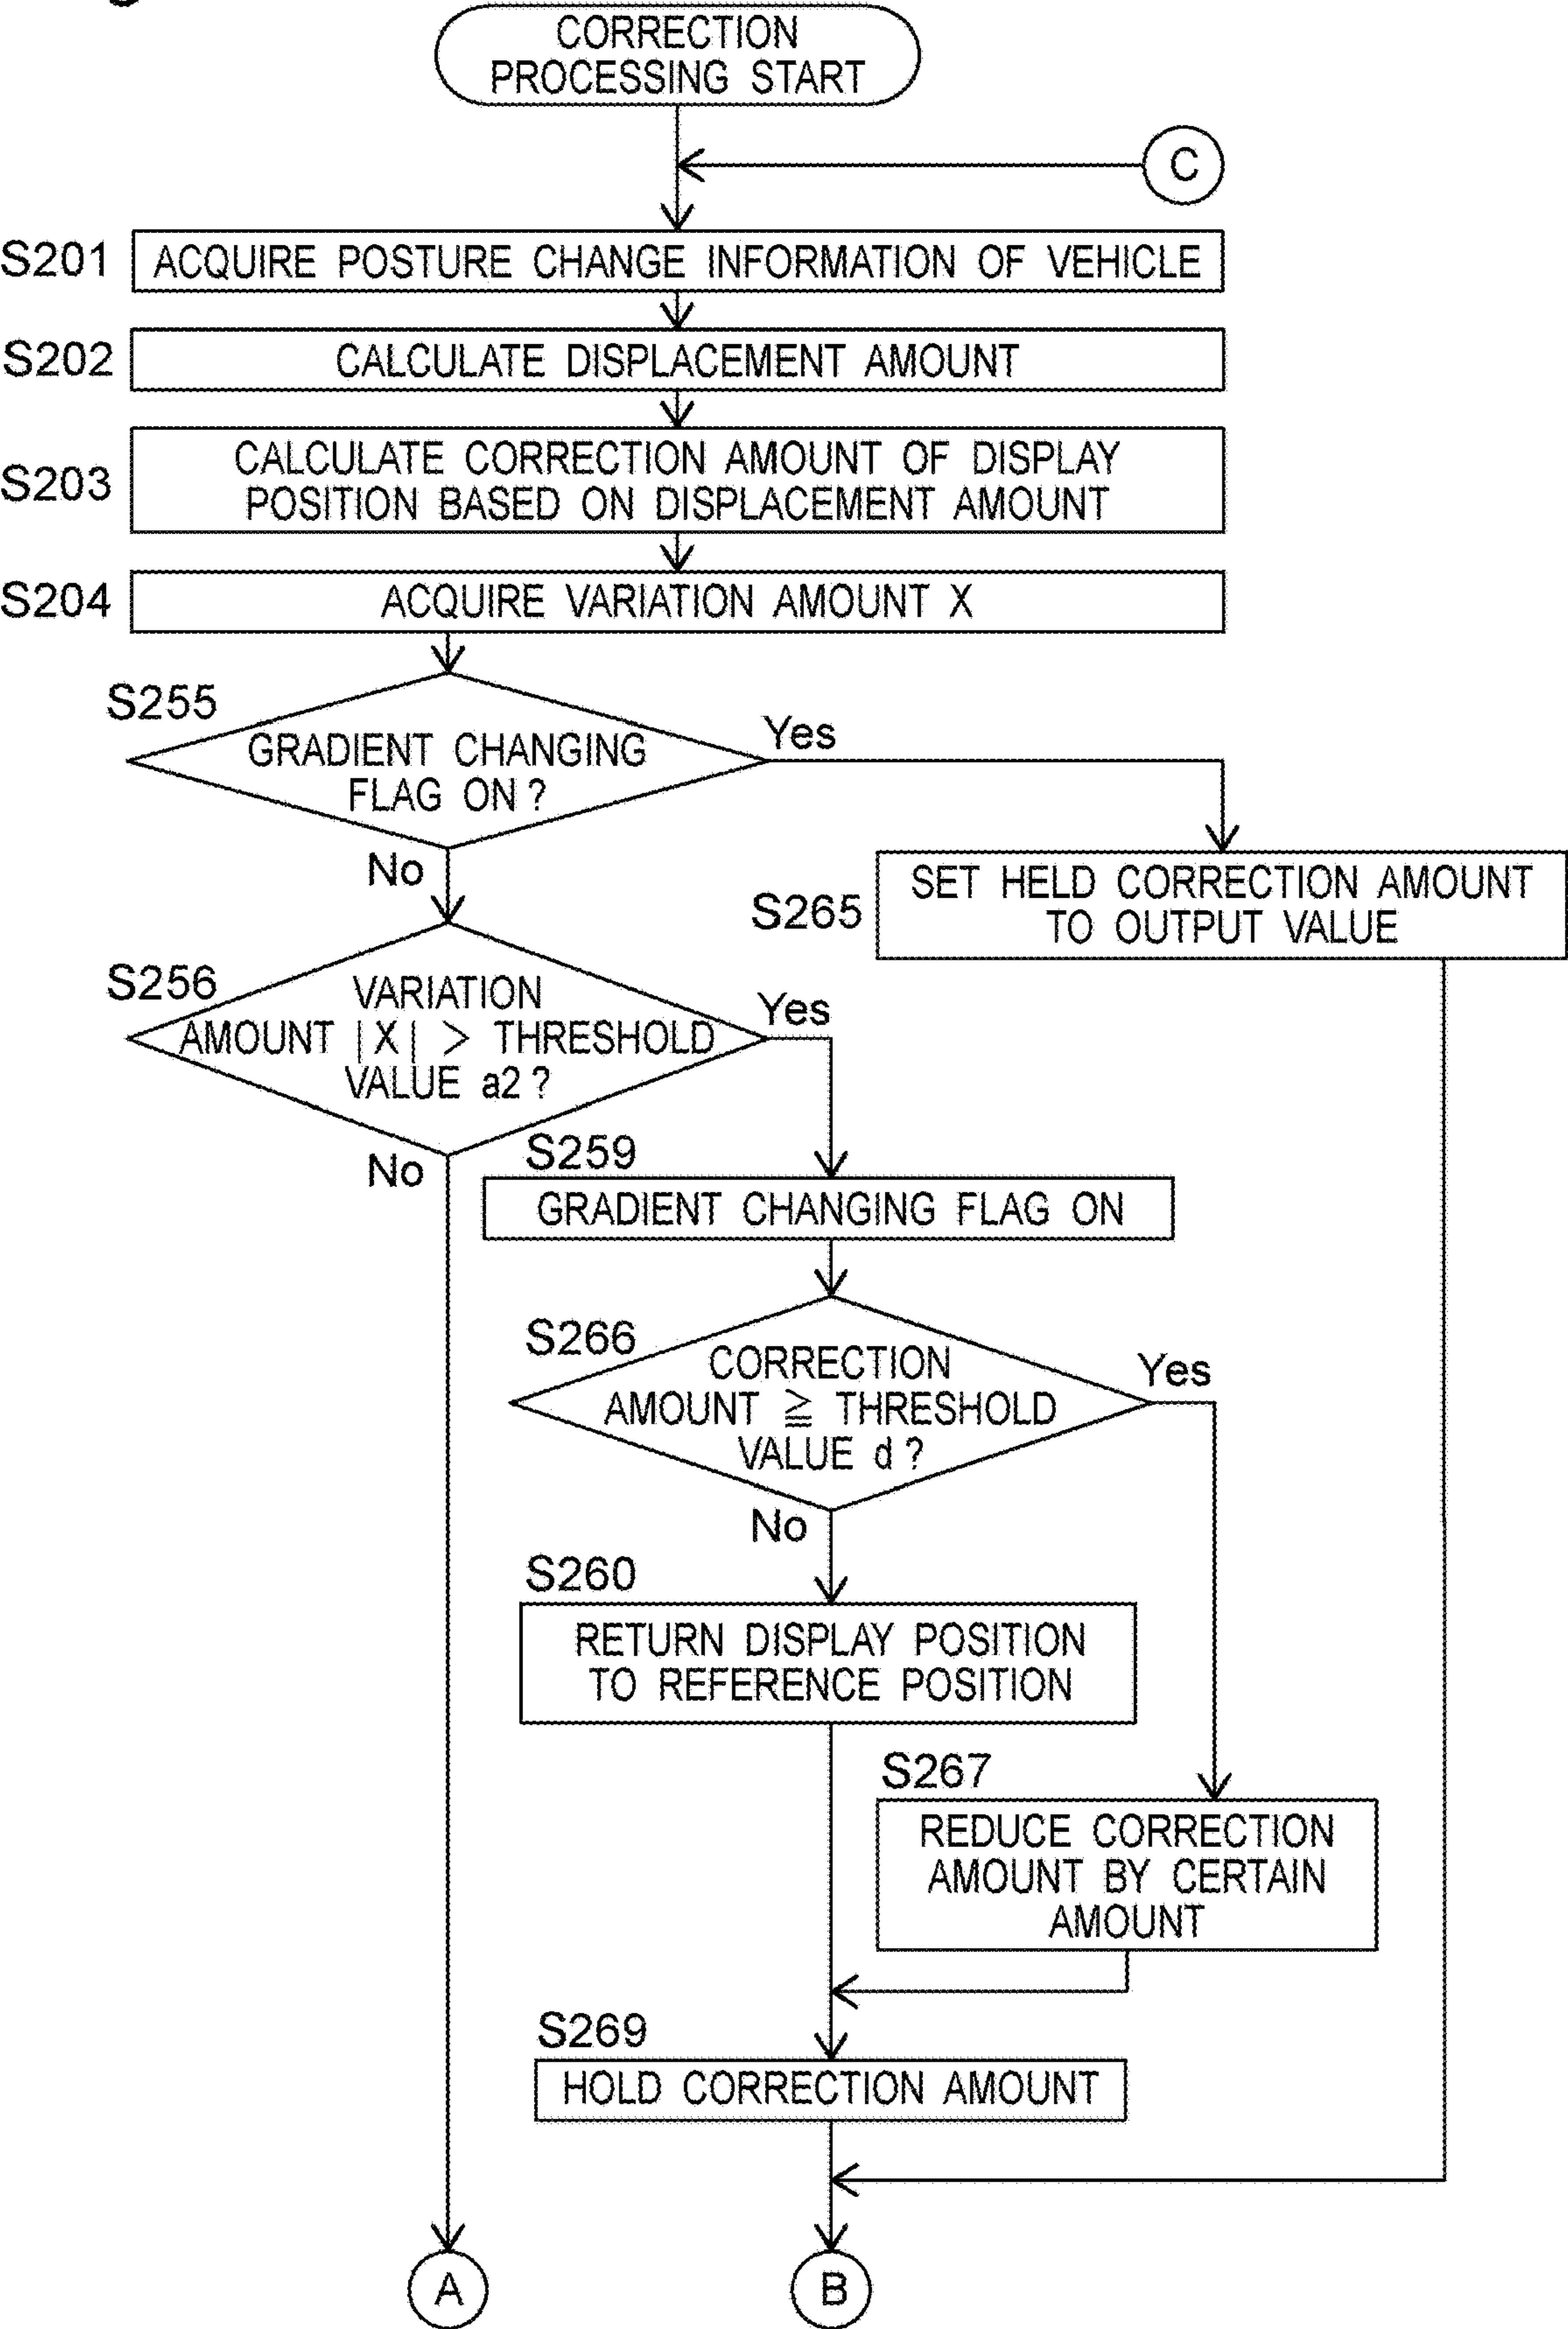 CORRECTION
PROCESSING START
C
S201
ACQUIRE POSTURE CHANGE INFORMATION OF VEHICLE
S202
CALCULATE DISPLACEMENT AMOUNT
S203
CALCULATE CORRECTION AMOUNT OF DISPLAY
POSITION BASED ON DISPLACEMENT AMOUNT
S204
ACQUIRE VARIATION AMOUNT X
S255
GRADIENT CHANGING
FLAG ON ?
Yes
No
S265
SET HELD CORRECTION AMOUNT
TO OUTPUT VALUE
S256
VARIATION
AMOUNT | X | > THRESHOLD
VALUE a2 ?
Yes
No
S259
GRADIENT CHANGING FLAG ON
S266
CORRECTION
AMOUNT ≧ THRESHOLD
VALUE d ?
Yes
No
S260
RETURN DISPLAY POSITION
TO REFERENCE POSITION
S267
REDUCE CORRECTION
AMOUNT BY CERTAIN
AMOUNT
S269
HOLD CORRECTION AMOUNT
A
B